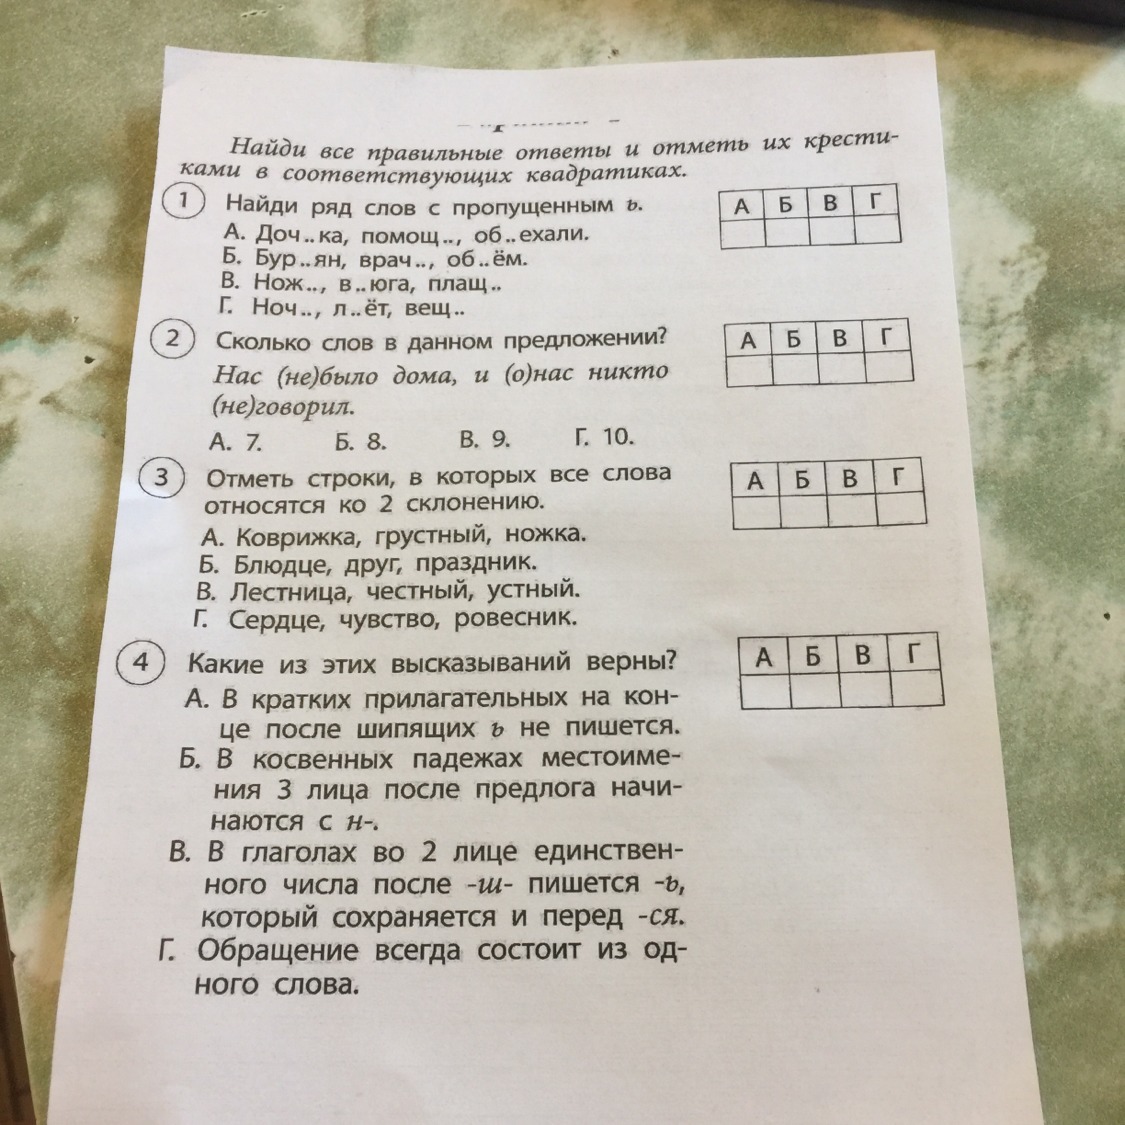 Найди все правильные ответы и отметь их крести-
ками в соответствующих квадратиках.
1 Найди ряд слов с пропущенным ь.
А Б В Г
А. Доч..ка, помощ.., об..ехали.
Б. Бур..ян, врач.., об..ём.
В. Нож.., в..юга, плащ..
Г. Ноч.., л..ёт, вещ..
2 Сколько слов в данном предложении?
А Б В Г
Нас (не)было дома, и (о)нас никто
(не)говорил.
А. 7. Б. 8. В. 9. Г. 10.
3 Отметь строки, в которых все слова
относятся ко 2 склонению.
А Б В Г
А. Коврижка, грустный, ножка.
Б. Блюдце, друг, праздник.
В. Лестница, честный, устный.
Г. Сердце, чувство, ровесник.
4 Какие из этих высказываний верны?
А Б В Г
А. В кратких прилагательных на кон-
це после шипящих ь не пишется.
Б. В косвенных падежах местоиме-
ния 3 лица после предлога начи-
наются с н-.
В. В глаголах во 2 лице единствен-
ного числа после -ш- пишется -ь,
который сохраняется и перед -ся.
Г. Обращение всегда состоит из од-
ного слова.